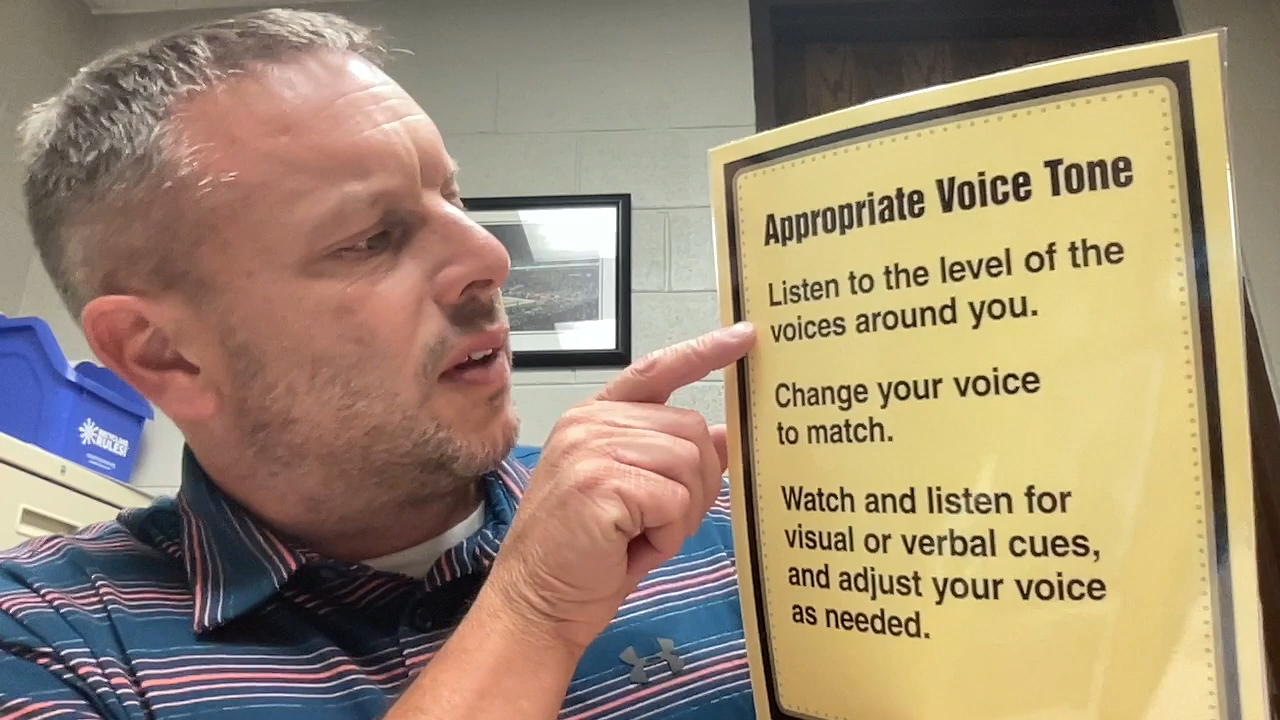 Appropriate Voice Tone
Listen to the level of the
voices around you.
Change your voice
to match.
Watch and listen for
visual or verbal cues,
and adjust your voice
as needed.
RULES!